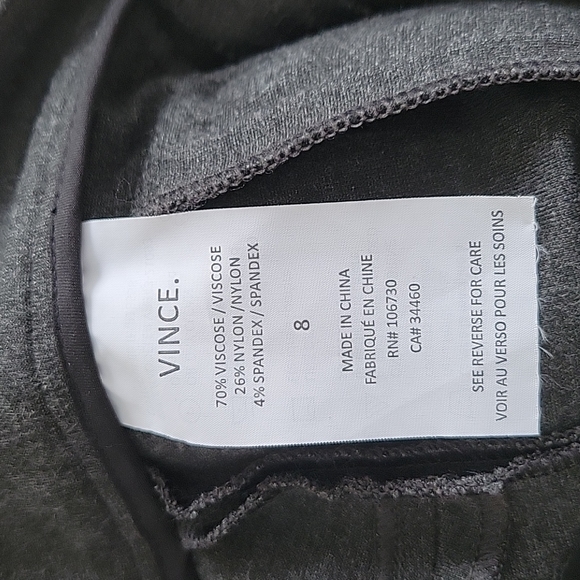 VINCE.
70% VISCOSE / VISCOSE
26% NYLON / NYLON
4% SPANDEX / SPANDEX
8
MADE IN CHINA
FABRIQUÉ EN CHINE
RN# 106730
CA# 34460
SEE REVERSE FOR CARE
VOIR AU VERSO POUR LES SOINS